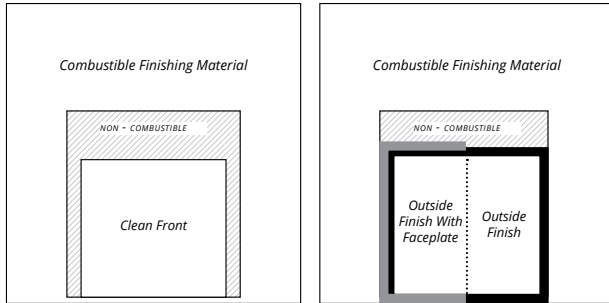 Combustible Finishing Material
NON - COMBUSTIBLE
Clean Front
Combustible Finishing Material
NON - COMBUSTIBLE
Outside
Finish With
Faceplate
Outside
Finish